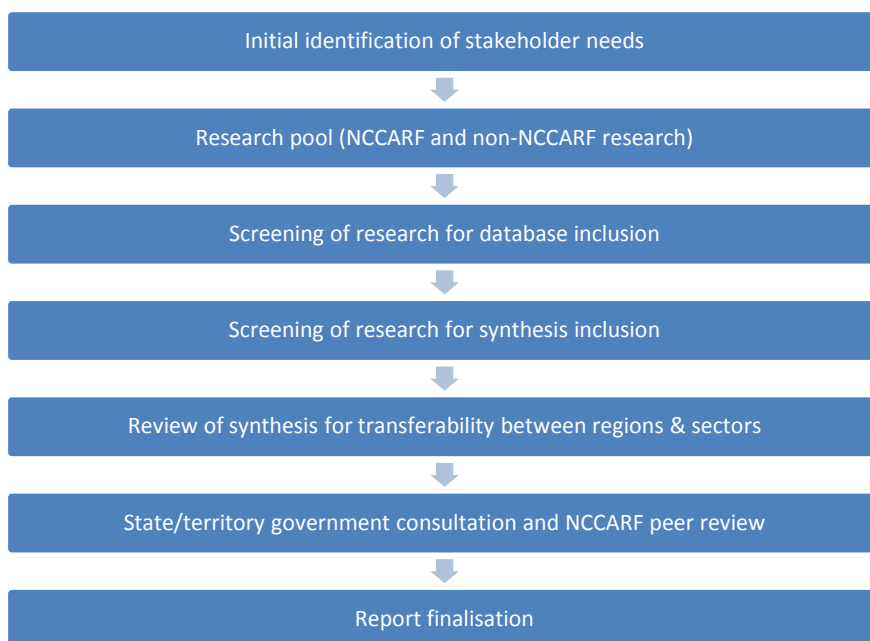 Initial identification of stakeholder needs
Research pool (NCCARF and non-NCCARF research)
Screening of research for database inclusion
Screening of research for synthesis inclusion
Review of synthesis for transferability between regions & sectors
State/territory government consultation and NCCARF peer review
Report finalisation